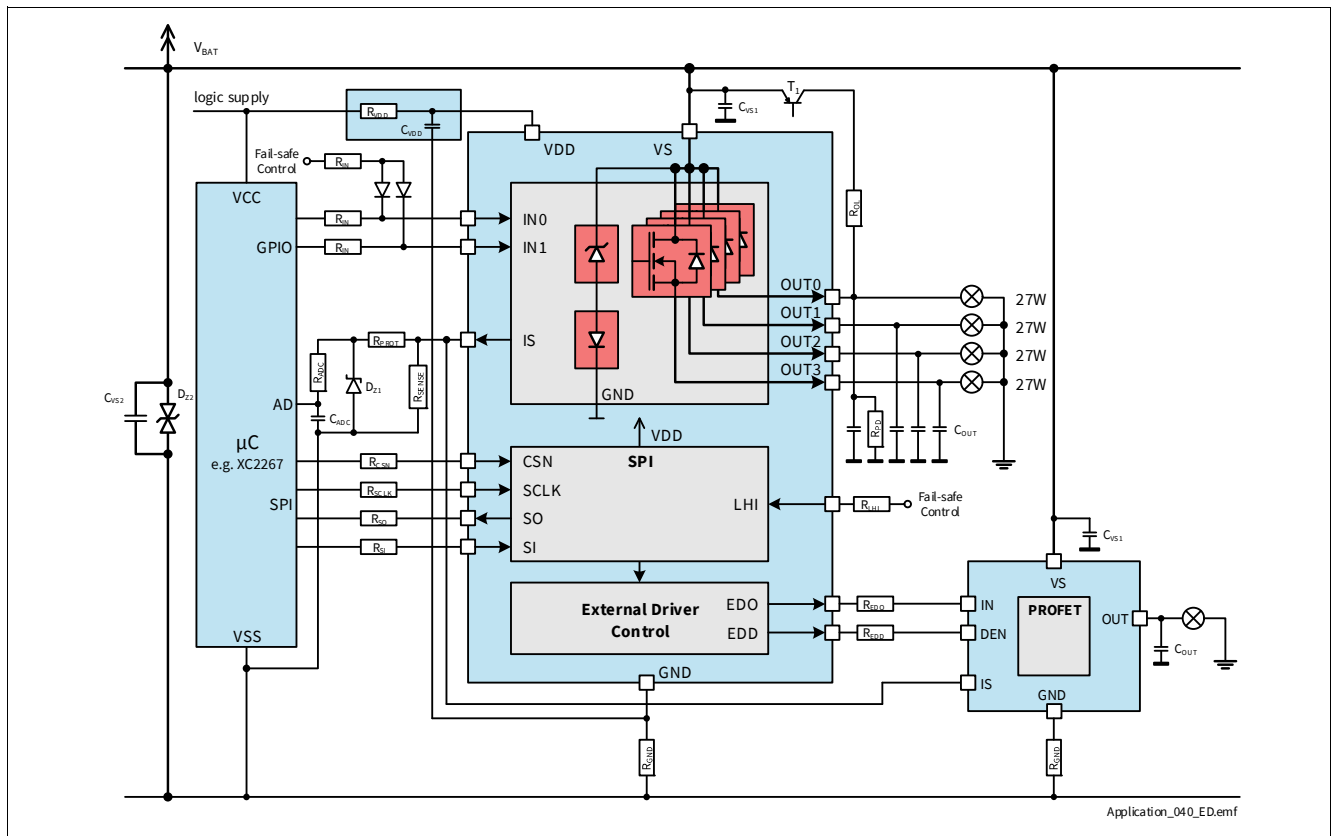 VBAT
logic supply
RVDD
CVDD
CVS1
T1
VDD
VS
Fail-safe
Control
RIN
VCC
RIN
IN0
GPIO
RIN
IN1
ROL
OUT0
27W
OUT1
27W
OUT2
27W
OUT3
27W
RPROT
IS
RADC
DZ1
RSENSE
GND
CVS2
DZ2
AD
CADC
µC
e.g. XC2267
VDD
SPI
RPD
COUT
RCSN
CSN
RSCLK
SCLK
SPI
RSO
SO
RSI
SI
LHI
RLHI
Fail-safe
Control
CVS1
VS
External Driver
Control
EDO
REDO
IN
PROFET
OUT
EDD
REDD
DEN
COUT
VSS
GND
IS
GND
RGND
RGND
Application_040_ED.emf